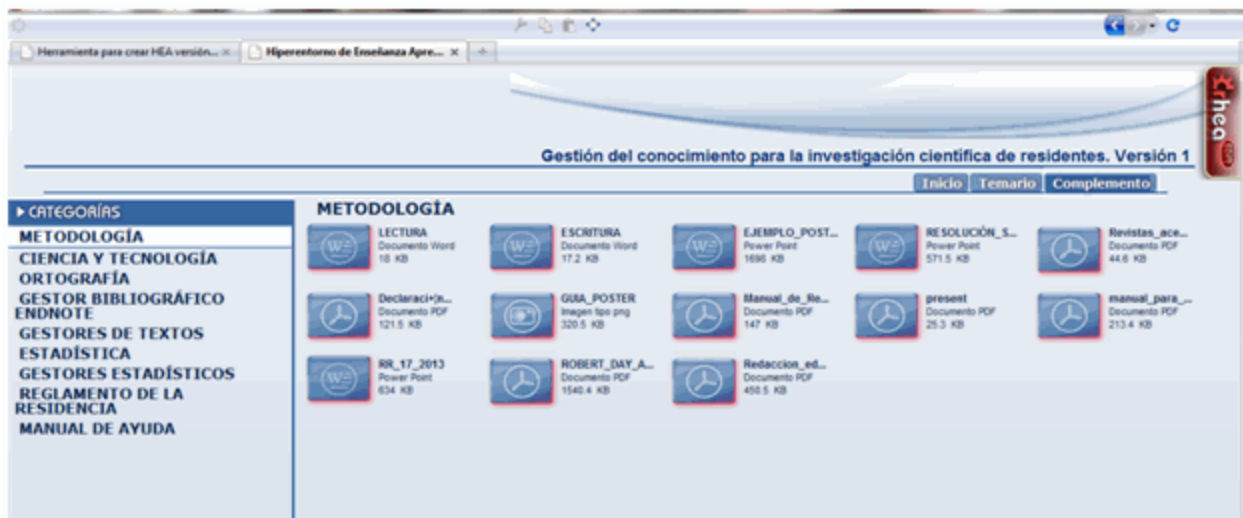 Herramienta para crear HEA versión...
Hiperentorno de Enseñanza Apre...
Crhea
Gestión del conocimiento para la investigación científica de residentes. Versión 1
Inicio Temario Complemento
CATEGORÍAS
METODOLOGÍA
CIENCIA Y TECNOLOGÍA
ORTOGRAFÍA
GESTOR BIBLIOGRÁFICO
ENDNOTE
GESTORES DE TEXTOS
ESTADÍSTICA
GESTORES ESTADÍSTICOS
REGLAMENTO DE LA
RESIDENCIA
MANUAL DE AYUDA
METODOLOGÍA
LECTURA
Documento Word
18 KB
ESCRITURA
Documento Word
17.2 KB
EJEMPLO_POST...
Power Point
1698 KB
RESOLUCIÓN_S...
Power Point
571.5 KB
Revistas_ace...
Documento PDF
44.6 KB
Declaraci+¦n...
Documento PDF
121.5 KB
GUIA_POSTER
Imagen tipo png
320.5 KB
Manual_de_Re...
Documento PDF
147 KB
present
Documento PDF
25.3 KB
manual_para_...
Documento PDF
213.4 KB
RR_17_2013
Power Point
634 KB
ROBERT_DAY_A...
Documento PDF
1540.4 KB
Redaccion_ed...
Documento PDF
450.5 KB